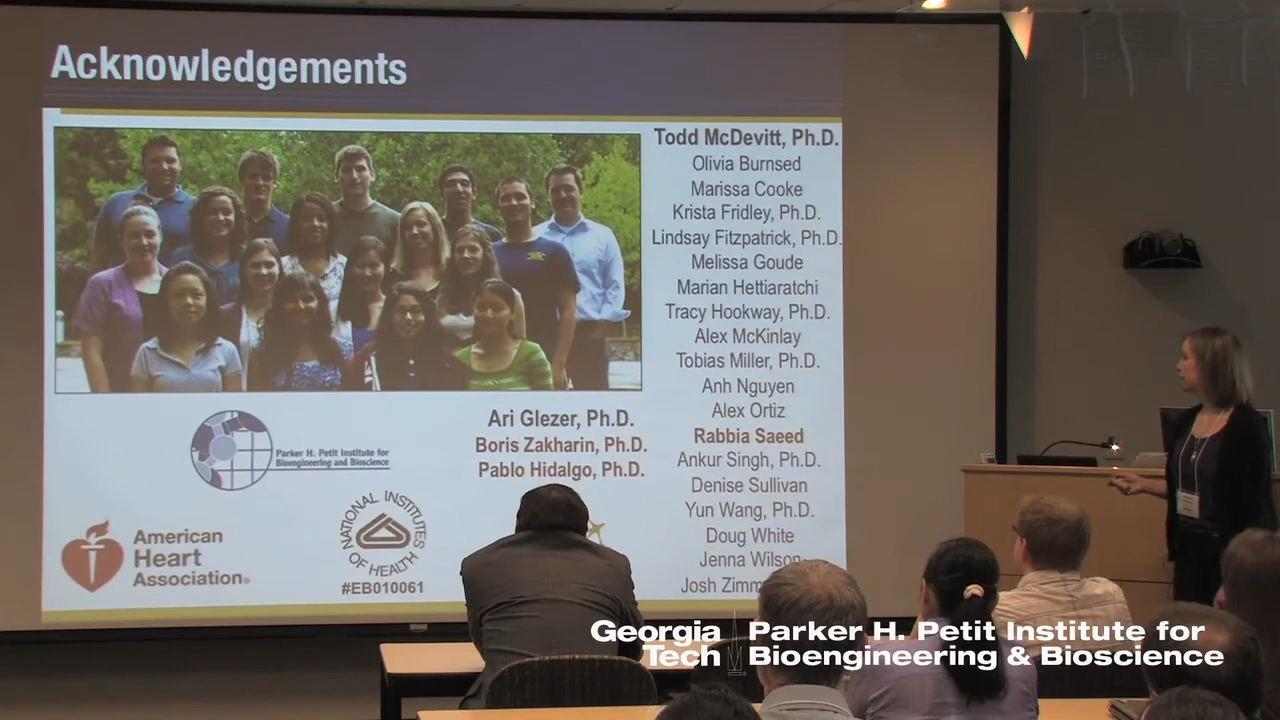 Acknowledgements
Todd McDevitt, Ph.D.
Olivia Burnsed
Marissa Cooke
Krista Fridley, Ph.D.
Lindsay Fitzpatrick, Ph.D.
Melissa Goude
Marian Hettiaratchi
Tracy Hookway, Ph.D.
Alex McKinlay
Tobias Miller, Ph.D.
Anh Nguyen
Alex Ortiz
Rabbia Saeed
Ankur Singh, Ph.D.
Denise Sullivan
Yun Wang, Ph.D.
Doug White
Jenna Wilson
Josh
Ari Glezer, Ph.D.
Boris Zakharin, Ph.D.
Pablo Hidalgo, Ph.D.
Parker H. Petit Institute for
Bioengineering and Bioscience
American
Heart
Association®
NATIONAL INSTITUTES
OF HEALTH
#EB010061
Georgia
Tech
Parker H. Petit Institute for
Bioengineering & Bioscience